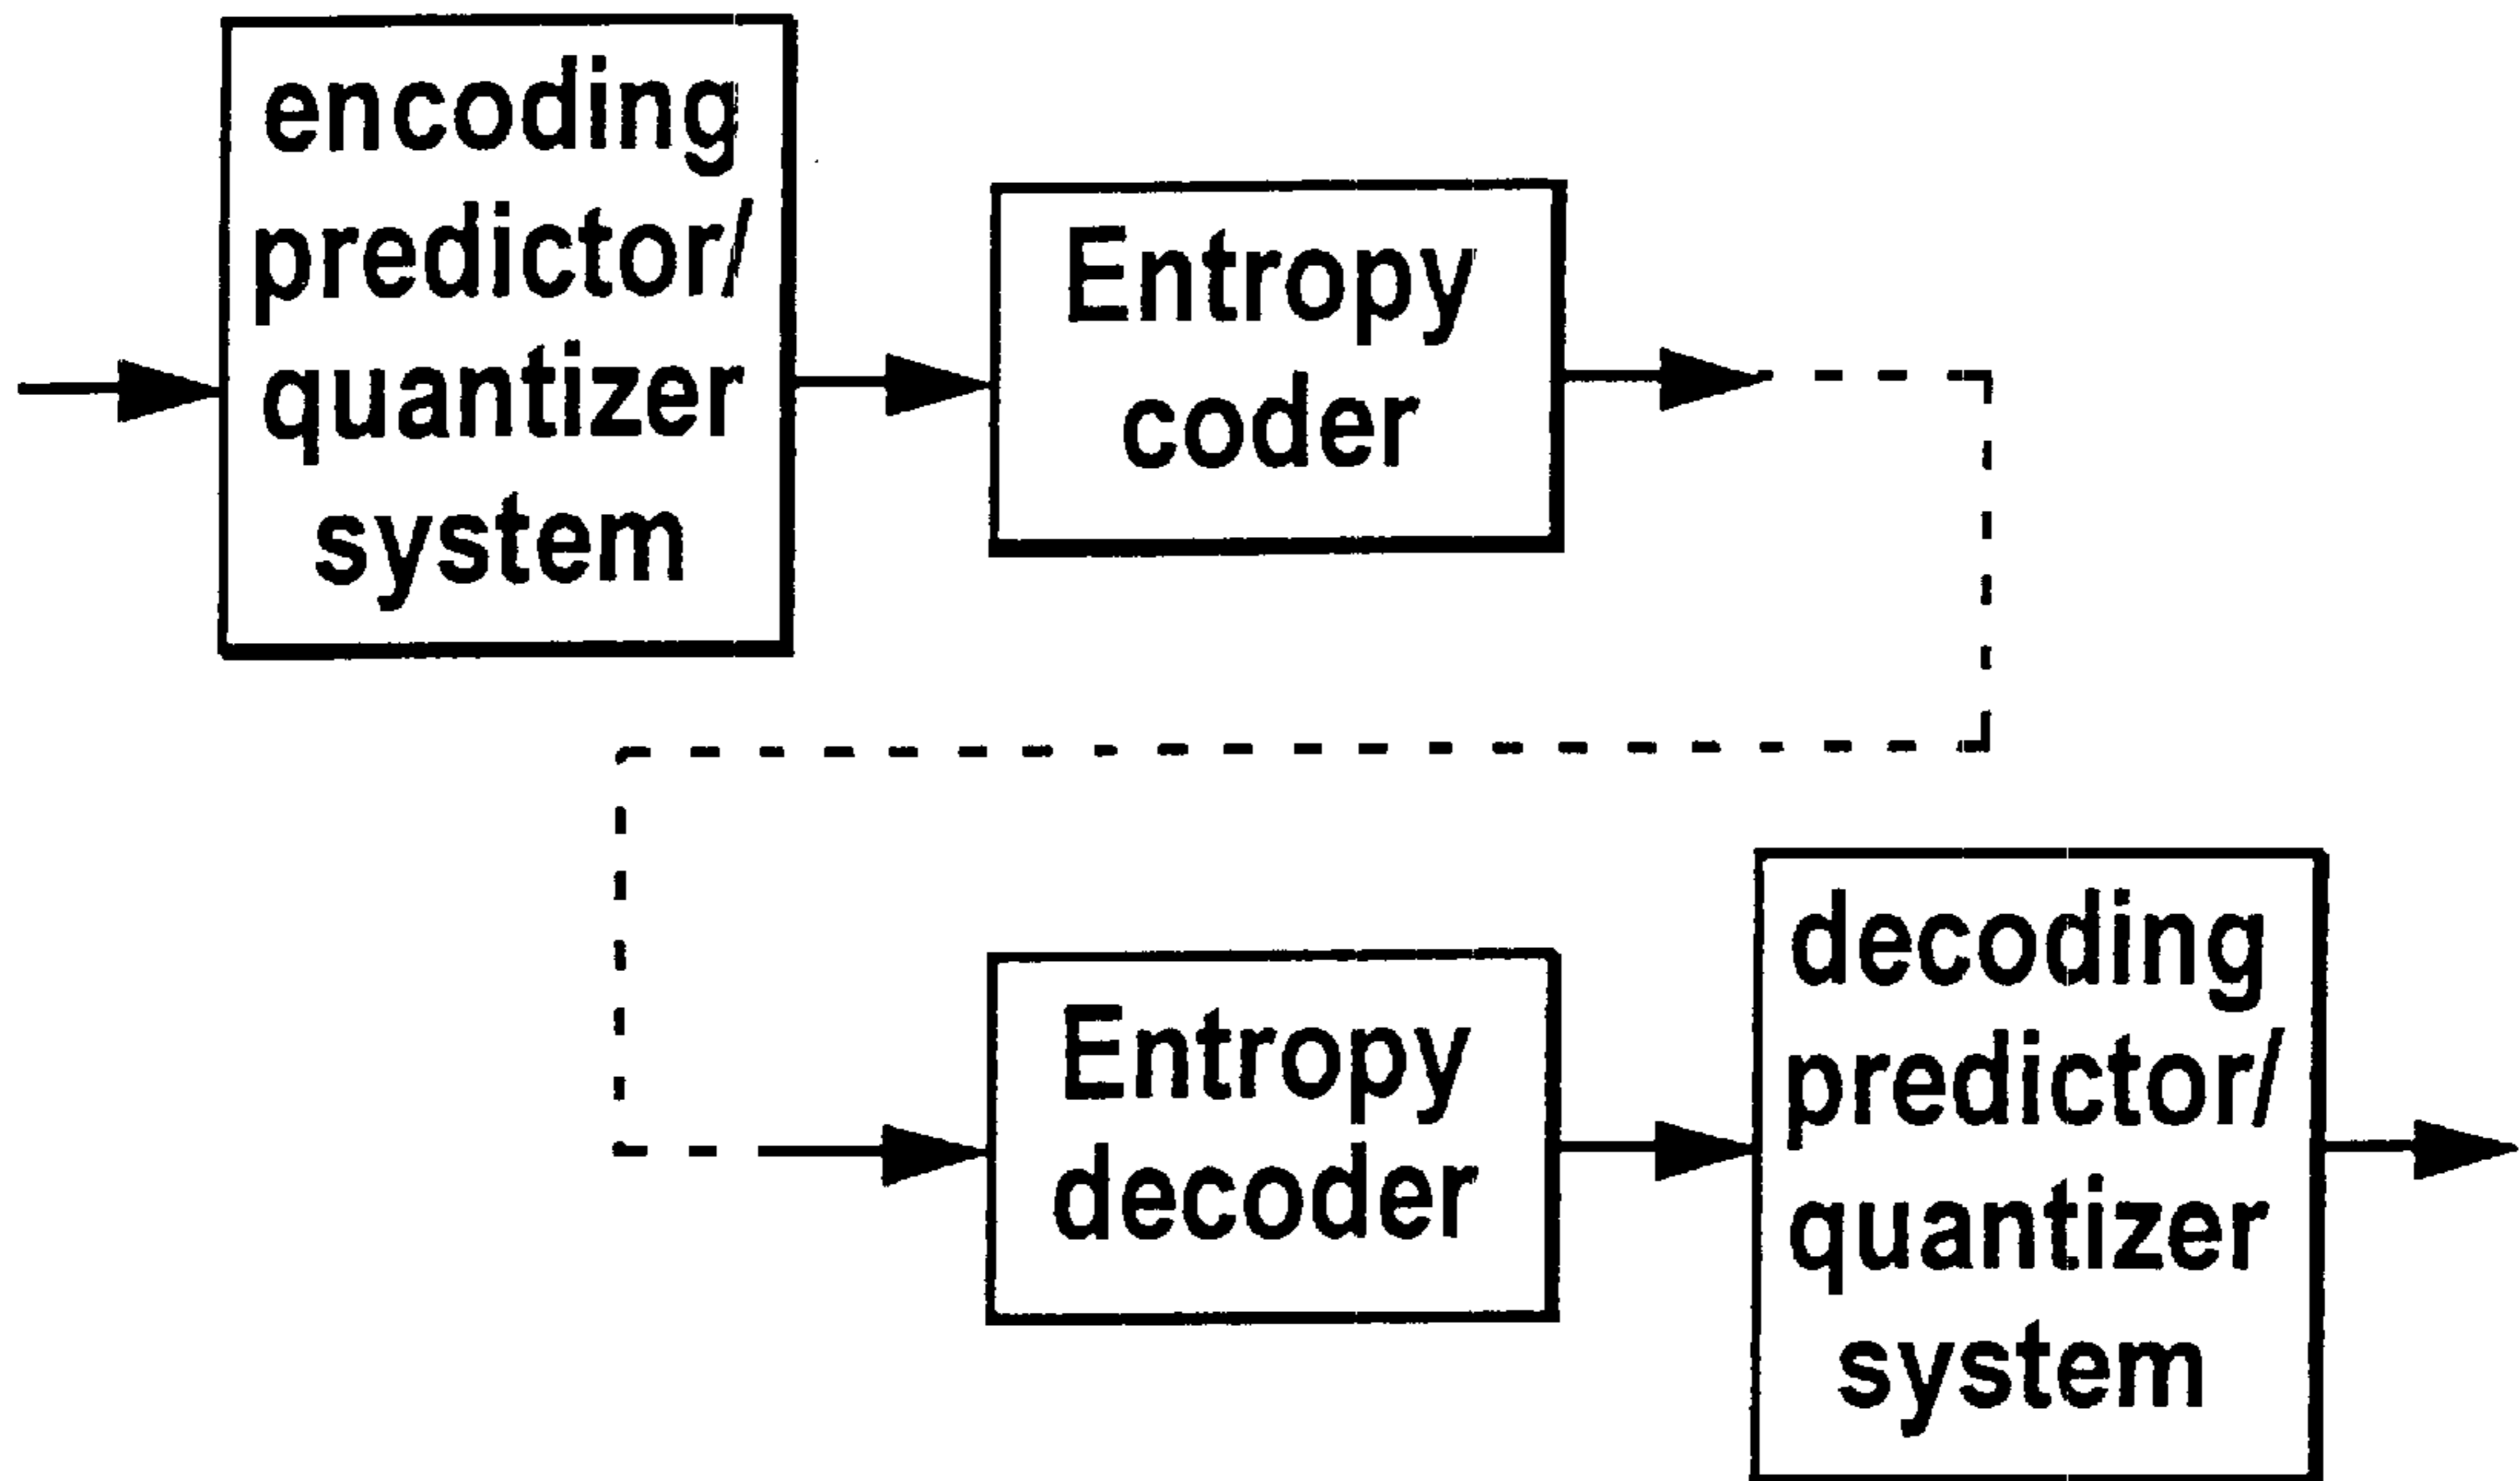 encoding
predictor/
quantizer
system
Entropy
coder
Entropy
decoder
decoding
predictor/
quantizer
system